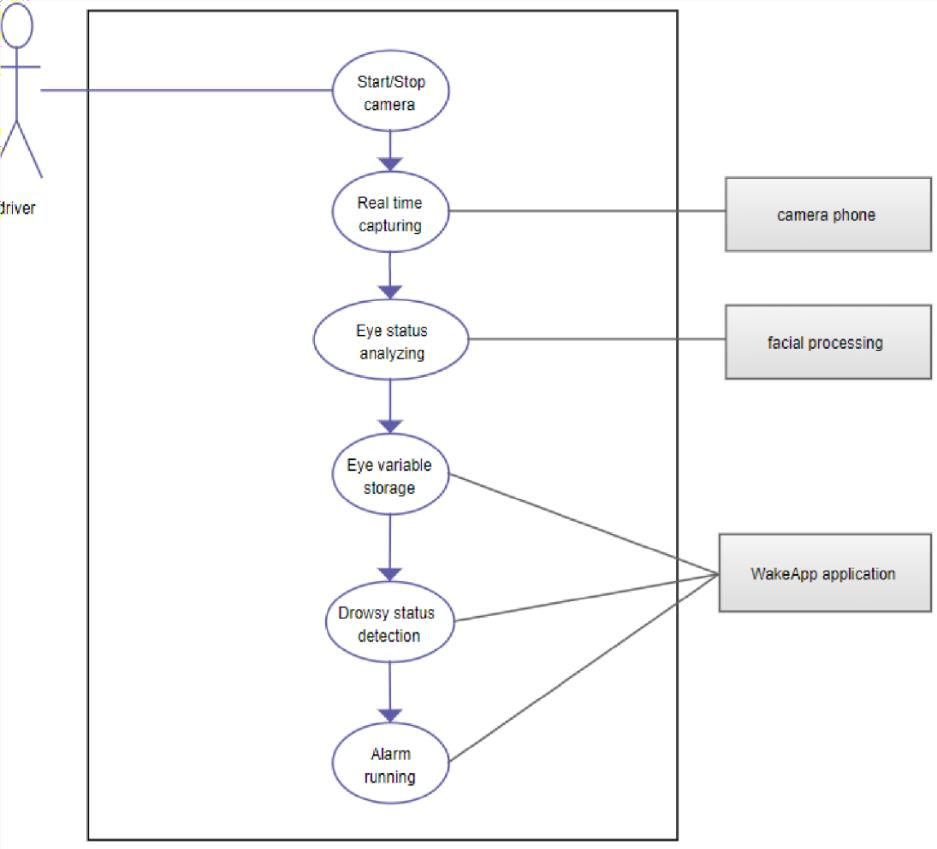 Start/Stop
camera
driver
Real time
capturing
camera phone
Eye status
analyzing
facial processing
Eye variable
storage
WakeApp application
Drowsy status
detection
Alarm
running